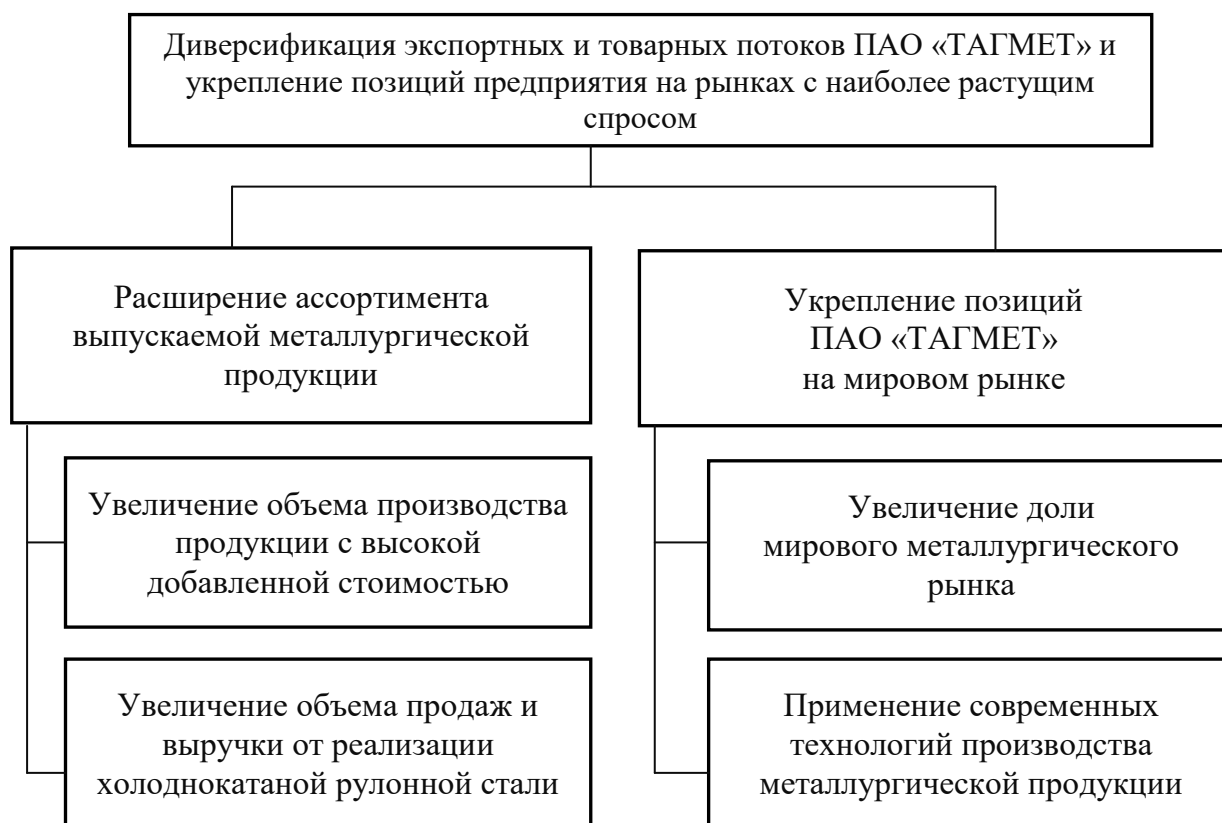 Диверсификация экспортных и товарных потоков ПАО «ТАГМЕТ» и
укрепление позиций предприятия на рынках с наиболее растущим
спросом
Расширение ассортимента
выпускаемой металлургической
продукции
Увеличение объема производства
продукции с высокой
добавленной стоимостью
Увеличение объема продаж и
выручки от реализации
холоднокатаной рулонной стали
Укрепление позиций
ПАО «ТАГМЕТ»
на мировом рынке
Увеличение доли
мирового металлургического
рынка
Применение современных
технологий производства
металлургической продукции